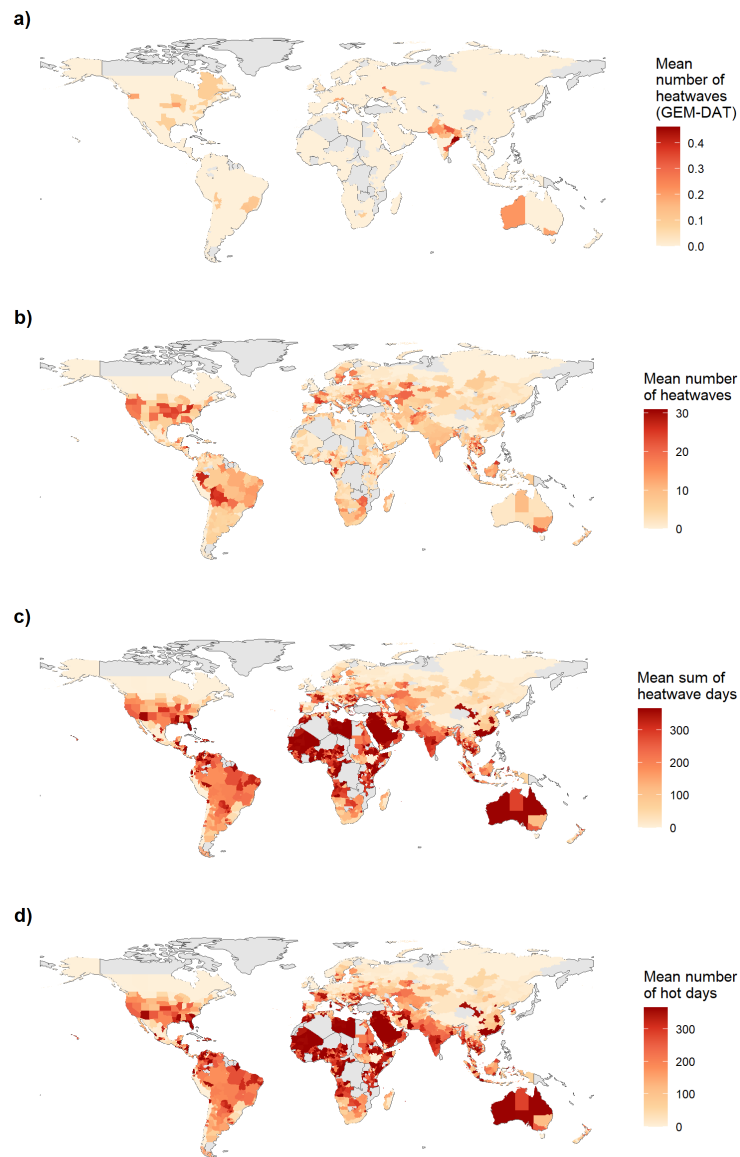 a)
Mean
number of
heatwaves
(GEM-DAT)
0.4
0.3
0.2
0.1
0.0
b)
Mean number
of heatwaves
30
20
10
0
c)
Mean sum of
heatwave days
300
200
100
0
d)
Mean number
of hot days
300
200
100
0